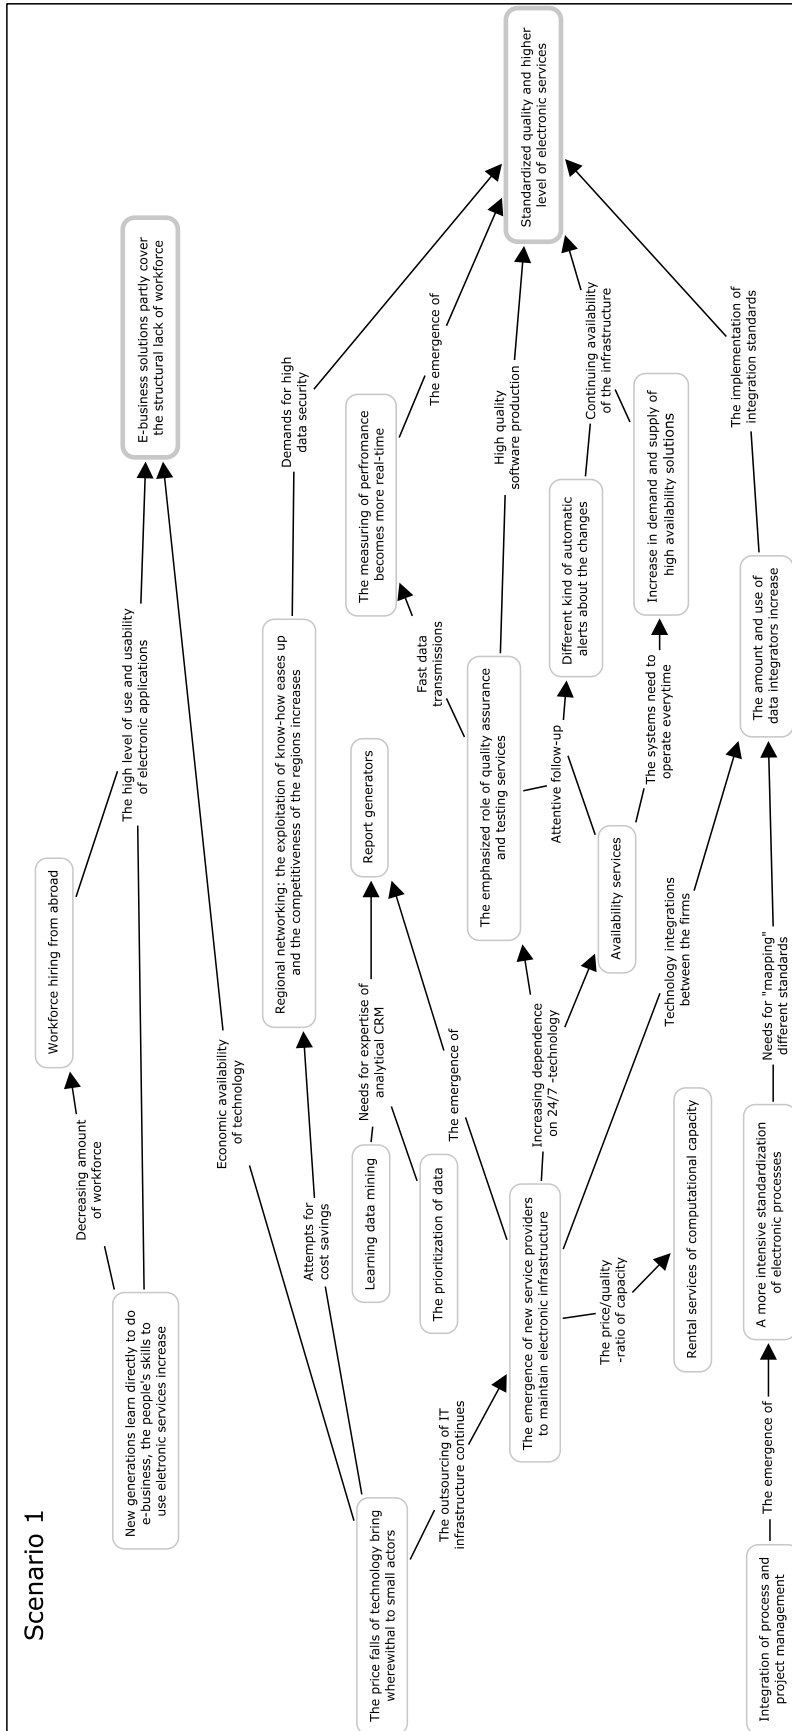 Scenario 1
New generations learn directly to do
e-business, the people's skills to
use eletronic services increase
Decreasing amount
of workforce
Workforce hiring from abroad
The high level of use and usability
of electronic applications
E-business solutions partly cover
the structural lack of workforce
Economic availability
of technology
The price falls of technology bring
wherewithal to small actors
Attempts for
cost savings
Regional networking: the exploitation of know-how eases up
and the competitiveness of the regions increases
Demands for high
data security
Learning data mining
The prioritization of data
Needs for expertise of
analytical CRM
Report generators
The emergence of
The measuring of perfromance
becomes more real-time
The emergence of
Fast data
transmissions
The outsourcing of IT
infrastructure continues
The emergence of new service providers
to maintain electronic infrastructure
Increasing dependence
on 24/7 -technology
The emphasized role of quality assurance
and testing services
High quality
software production
Standardized quality and higher
level of electronic services
Attentive follow-up
Different kind of automatic
alerts about the changes
Continuing availability
of the infrastructure
Availability services
The systems need to
operate everytime
Increase in demand and supply of
high availability solutions
The price/quality
-ratio of capacity
Rental services of computational capacity
Technology integrations
between the firms
Integration of process and
project management
The emergence of
A more intensive standardization
of electronic processes
Needs for "mapping"
different standards
The amount and use of
data integrators increase
The implementation of
integration standards